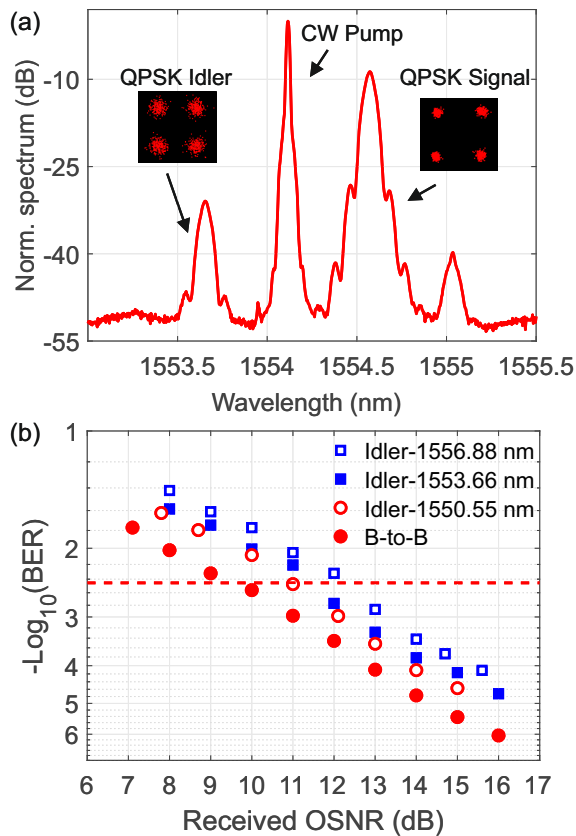 (a)
CW Pump
QPSK Idler
QPSK Signal
Norm. spectrum (dB)
-10
-25
-40
-55
1553.5
1554
1554.5
1555
1555.5
Wavelength (nm)
(b)
1
2
3
4
5
6
Idler-1556.88 nm
Idler-1553.66 nm
Idler-1550.55 nm
B-to-B
-Log10(BER)
6
7
8
9
10
11
12
13
14
15
16
17
Received OSNR (dB)